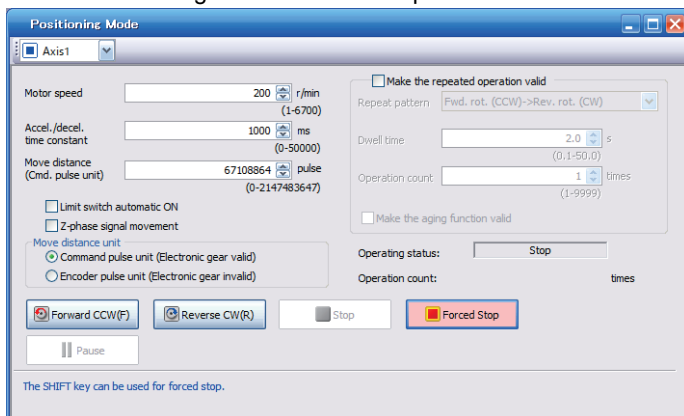 Positioning Mode
Axis1
Motor speed 200 r/min
(1-6700)
Accel./decel.
time constant 1000 ms
(0-50000)
Move distance
(Cmd. pulse unit) 67108864 pulse
(0-2147483647)
Limit switch automatic ON
Z-phase signal movement
Move distance unit
Command pulse unit (Electronic gear valid)
Encoder pulse unit (Electronic gear invalid)
Make the repeated operation valid
Repeat pattern Fwd. rot. (CCW)->Rev. rot. (CW)
Dwell time 2.0 s
(0.1-50.0)
Operation count 1 times
(1-9999)
Make the aging function valid
Operating status: Stop
Operation count: times
Forward CCW(F) Reverse CW(R) Stop Forced Stop
Pause
The SHIFT key can be used for forced stop.